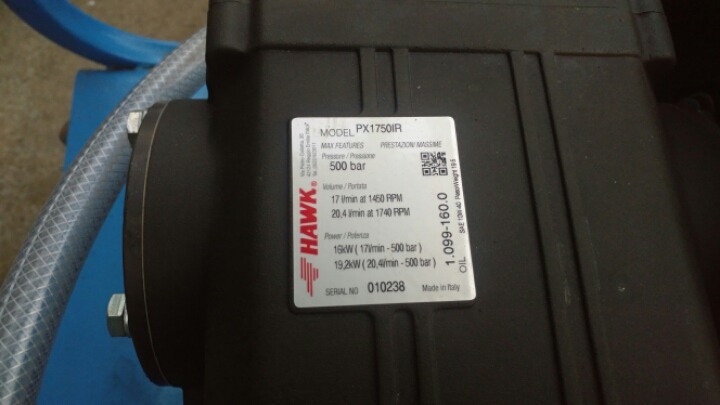 MODEL PX1750IR
MAX FEATURES PRESTAZIONI MASSIME
Pressure / Pressione
500 bar
Volume / Portata
17 l/min at 1450 RPM
20,4 l/min at 1740 RPM
Power / Potenza
16kW ( 17l/min - 500 bar )
19,2kW ( 20,4l/min - 500 bar )
SERIAL NO 010238 Made in Italy
HAWK®
1.099-160.0
OIL